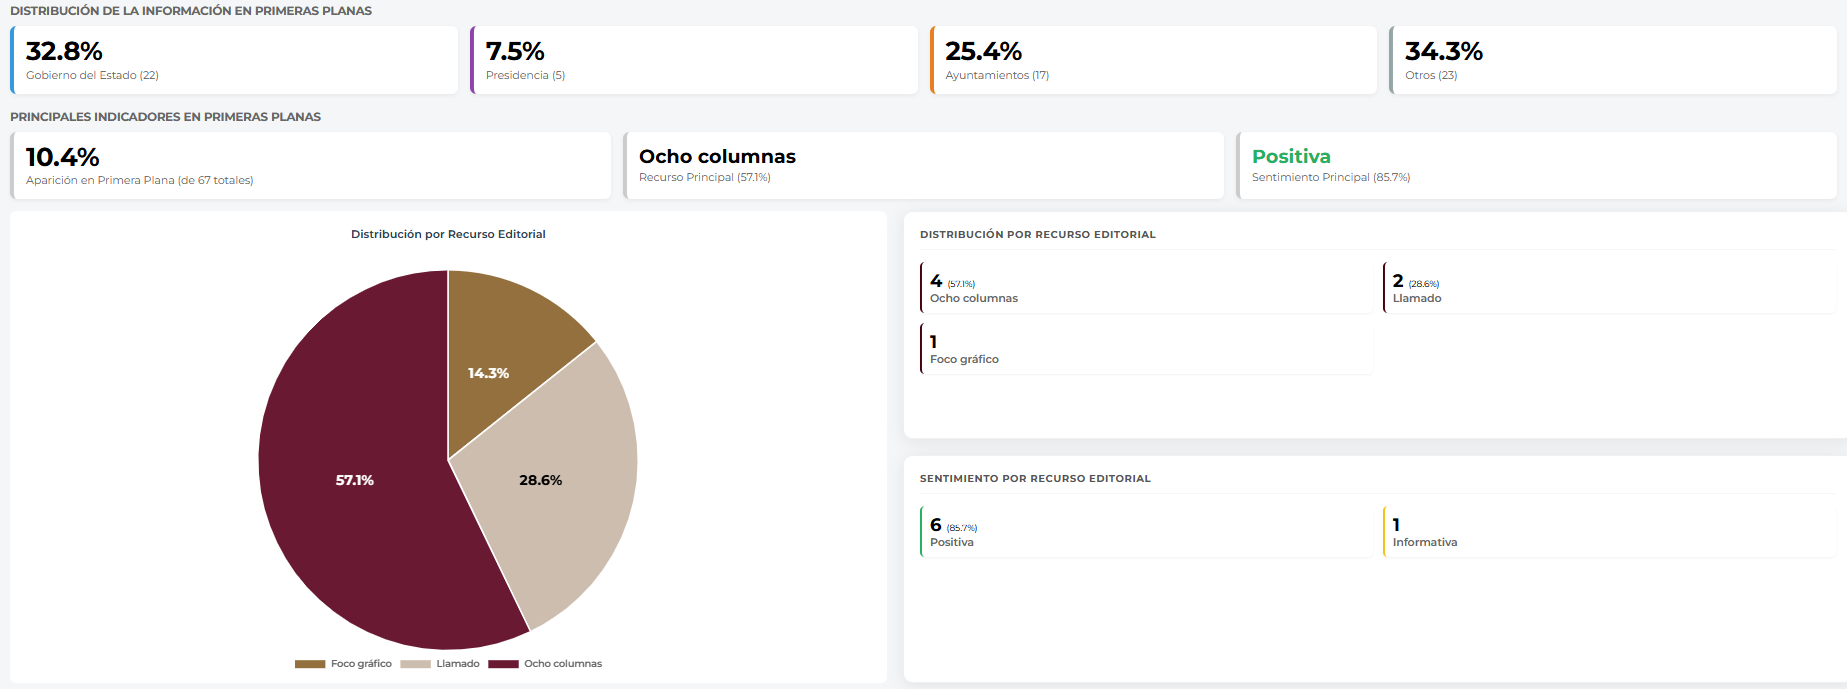 DISTRIBUCIÓN DE LA INFORMACIÓN EN PRIMERAS PLANAS
32.8%
Gobierno del Estado (22)
7.5%
Presidencia (5)
25.4%
Ayuntamientos (17)
34.3%
Otros (23)
PRINCIPALES INDICADORES EN PRIMERAS PLANAS
10.4%
Aparición en Primera Plana (de 67 totales)
Ocho columnas
Recurso Principal (57.1%)
Positiva
Sentimiento Principal (85.7%)
Distribución por Recurso Editorial
14.3%
57.1%
28.6%
Foco gráfico
Llamado
Ocho columnas
DISTRIBUCIÓN POR RECURSO EDITORIAL
4 (57.1%)
Ocho columnas
2 (28.6%)
Llamado
1
Foco gráfico
SENTIMIENTO POR RECURSO EDITORIAL
6 (85.7%)
Positiva
1
Informativa